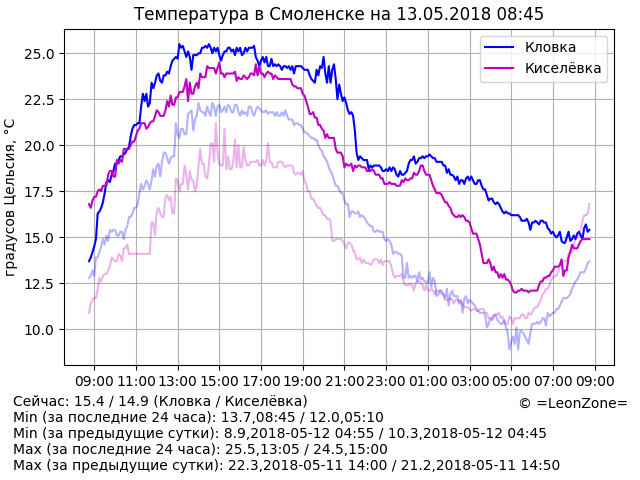 Температура в Смоленске на 13.05.2018 08:45
градусов Цельсия, °C
25.0
22.5
20.0
17.5
15.0
12.5
10.0
Кловка
Киселёвка
09:00 11:00 13:00 15:00 17:00 19:00 21:00 23:00 01:00 03:00 05:00 07:00 09:00
Сейчас: 15.4 / 14.9 (Кловка / Киселёвка)
© =LeonZone=
Min (за последние 24 часа): 13.7,08:45 / 12.0,05:10
Min (за предыдущие сутки): 8.9,2018-05-12 04:55 / 10.3,2018-05-12 04:45
Max (за последние 24 часа): 25.5,13:05 / 24.5,15:00
Max (за предыдущие сутки): 22.3,2018-05-11 14:00 / 21.2,2018-05-11 14:50